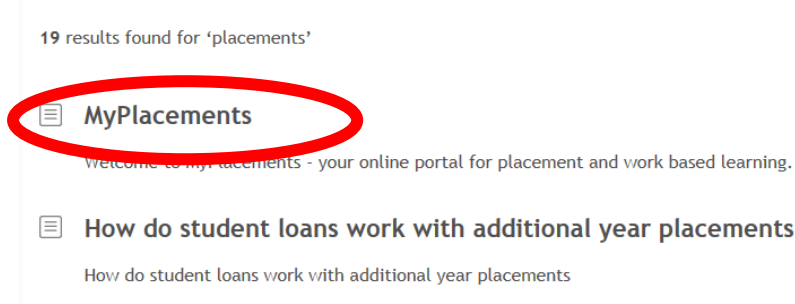 19 results found for ‘placements’
MyPlacements
Welcome to MyPlacements - your online portal for placement and work based learning.
How do student loans work with additional year placements
How do student loans work with additional year placements